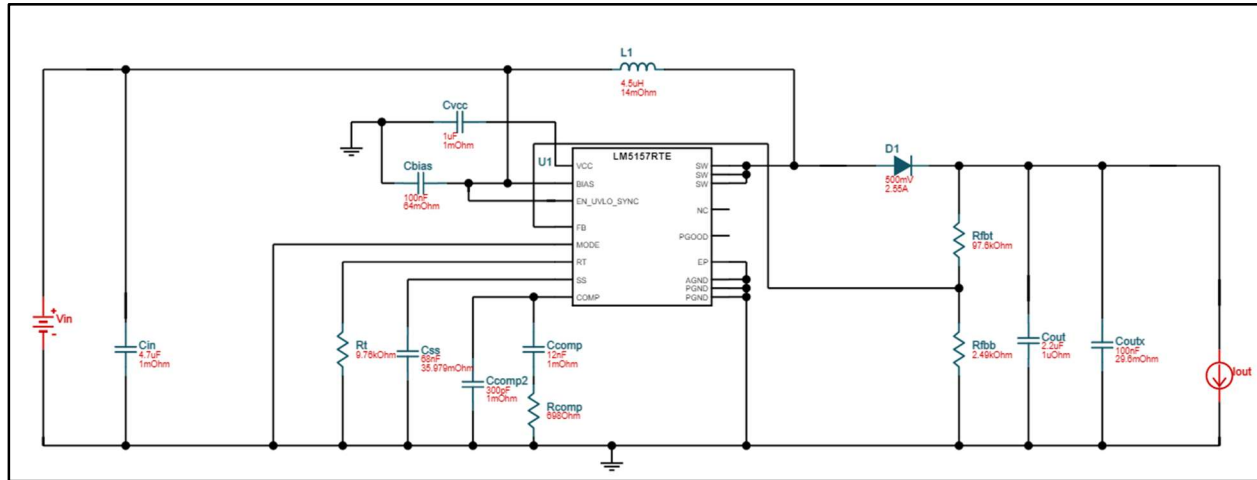 L1
4.5uH
14mOhm
Cvcc
1uF
1mOhm
U1
LM5157RTE
Cbias
100nF
64mOhm
VCC
BIAS
EN_UVLO_SYNC
FB
MODE
RT
SS
COMP
SW
SW
SW
NC
PGOOD
EP
AGND
PGND
PGND
D1
500mV
2.55A
Rfbt
97.6kOhm
Vin
Cin
4.7uF
1mOhm
Rt
9.76kOhm
Css
68nF
35.979mOhm
Ccomp
12nF
1mOhm
Ccomp2
300pF
1mOhm
Rcomp
698Ohm
Rfbb
2.49kOhm
Cout
2.2uF
1uOhm
Coutx
100nF
29.6mOhm
Iout